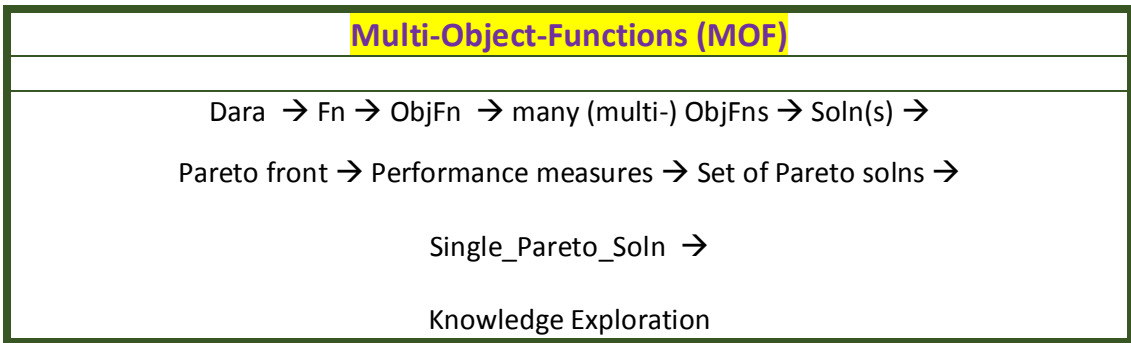 Multi-Object-Functions (MOF)
Dara → Fn → ObjFn → many (multi-) ObjFns → Soln(s) →
Pareto front → Performance measures → Set of Pareto solns →
Single_Pareto_Soln →
Knowledge Exploration